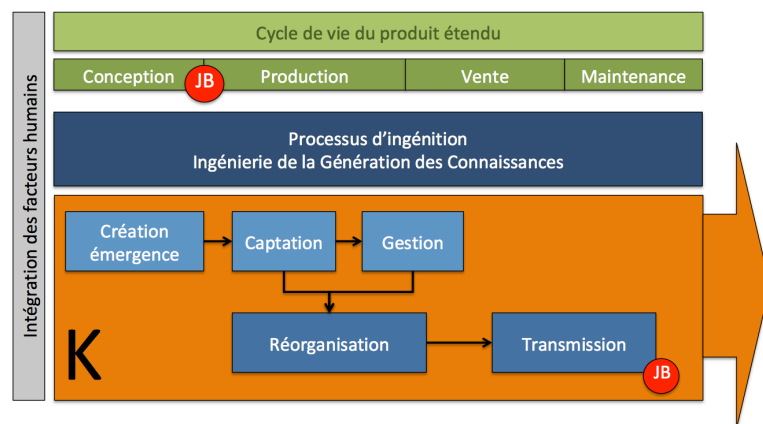 Intégration des facteurs humains
Cycle de vie du produit étendu
Conception
JB
Production
Vente
Maintenance
Processus d'ingénition
Ingénierie de la Génération des Connaissances
Création
émergence
Captation
Gestion
Réorganisation
Transmission
JB
K